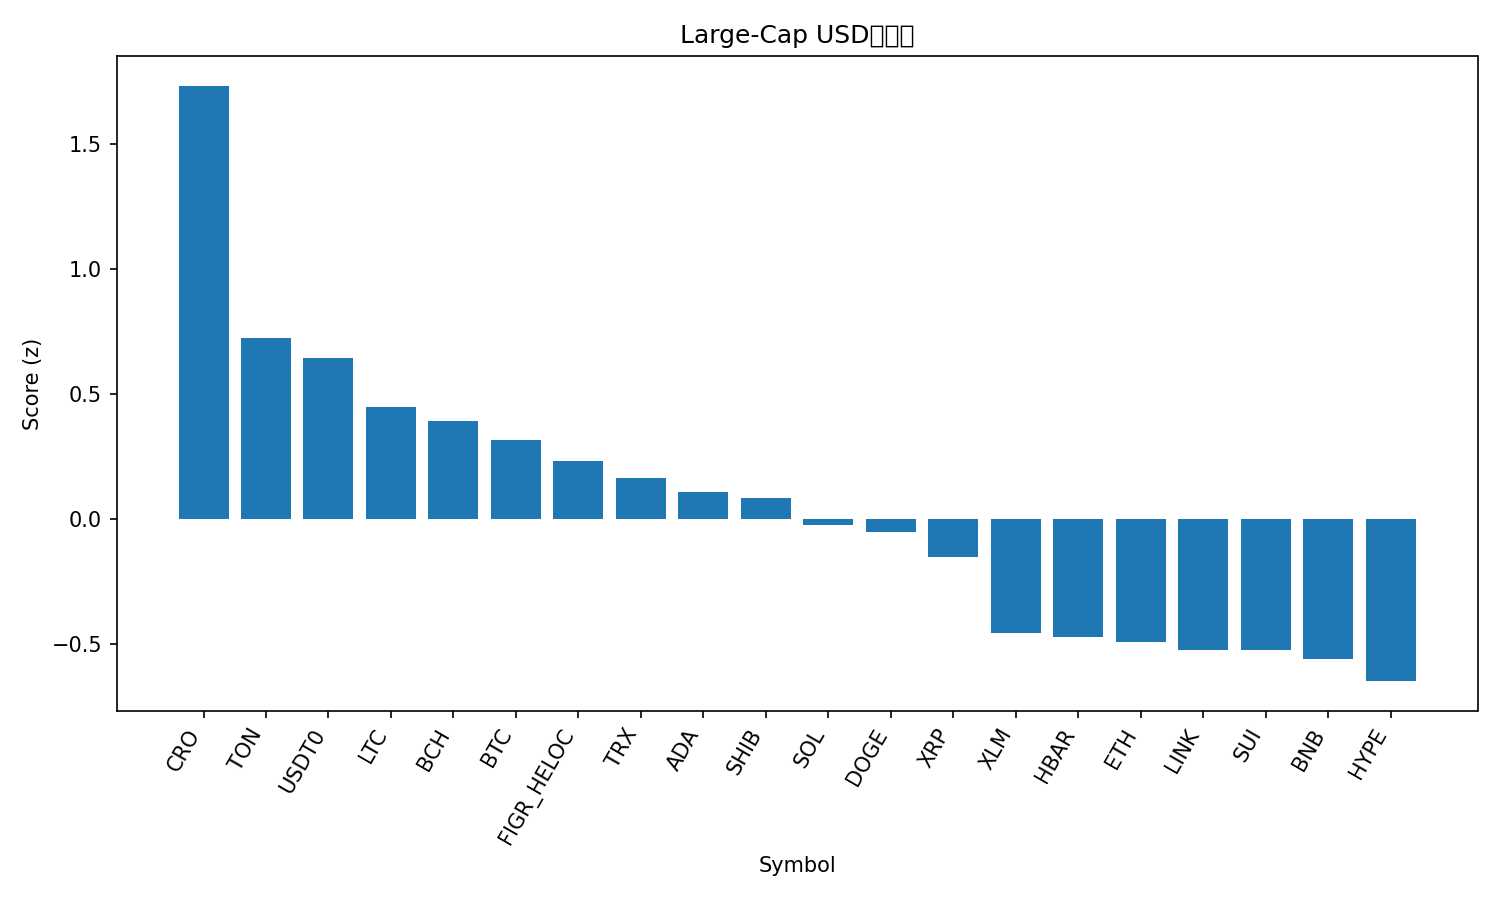 Large-Cap USD
Score (z)
1.5
1.0
0.5
0.0
−0.5
CRO
TON
USDT0
LTC
BCH
BTC
FIGR_HELOC
TRX
ADA
SHIB
SOL
DOGE
XRP
XLM
HBAR
ETH
LINK
SUI
BNB
HYPE
Symbol